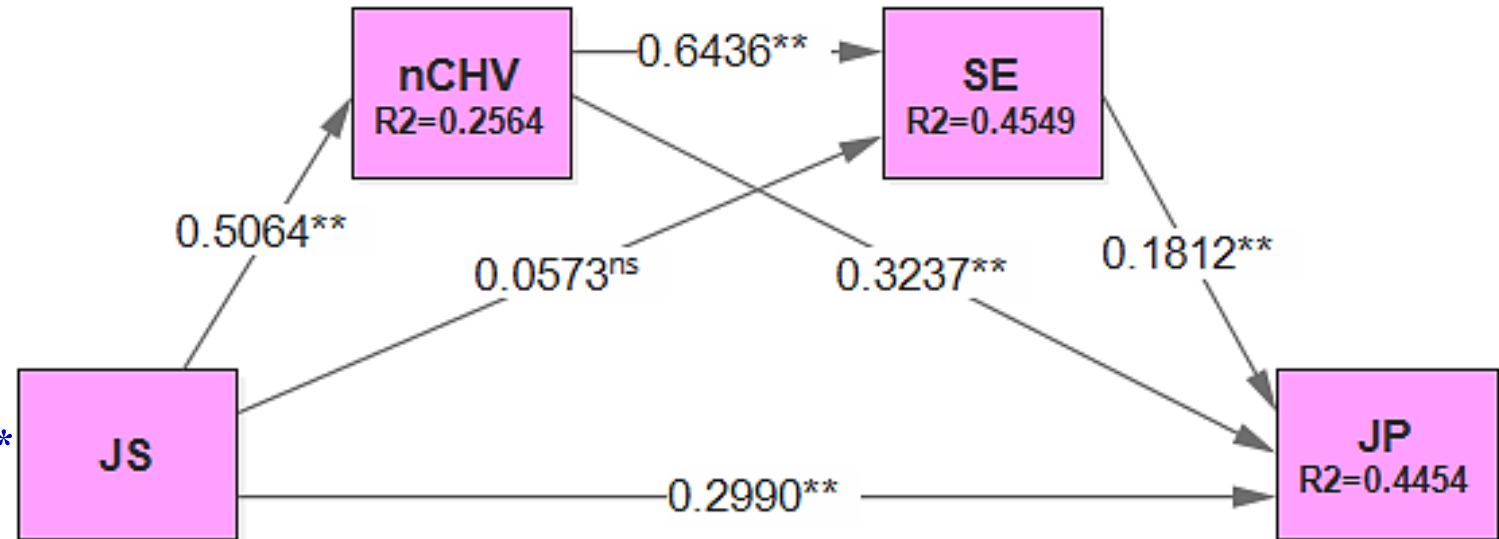 nCHV
R2=0.2564
0.6436**
SE
R2=0.4549
0.5064**
0.0573ns
0.3237**
0.1812**
*
JS
0.2990**
JP
R2=0.4454